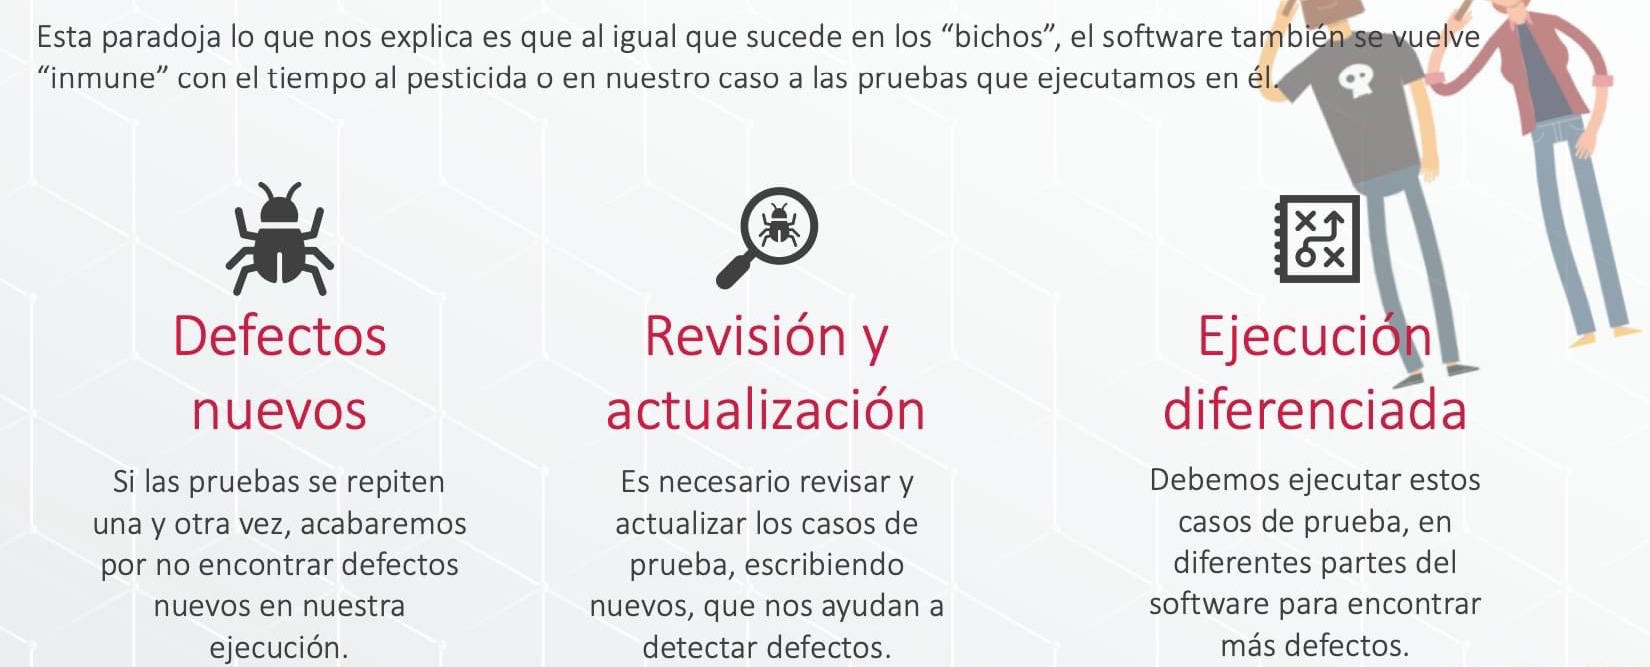 Esta paradoja lo que nos explica es que al igual que sucede en los “bichos”, el software también se vuelve
“inmune” con el tiempo al pesticida o en nuestro caso a las pruebas que ejecutamos en él.
Defectos
nuevos
Si las pruebas se repiten
una y otra vez, acabaremos
por no encontrar defectos
nuevos en nuestra
ejecución.
Revisión y
actualización
Es necesario revisar y
actualizar los casos de
prueba, escribiendo
nuevos, que nos ayudan a
detectar defectos.
Ejecución
diferenciada
Debemos ejecutar estos
casos de prueba, en
diferentes partes del
software para encontrar
más defectos.